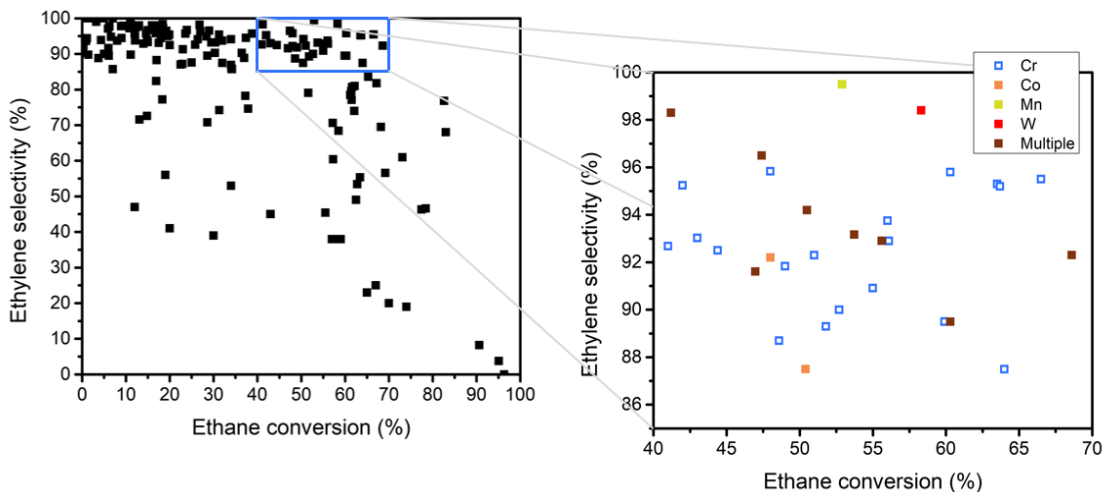 100
90
80
70
60
50
40
30
20
10
0
Ethylene selectivity (%)
0 10 20 30 40 50 60 70 80 90 100
Ethane conversion (%)
Cr
Co
Mn
W
Multiple
100
98
96
94
92
90
88
86
Ethylene selectivity (%)
40 45 50 55 60 65 70
Ethane conversion (%)